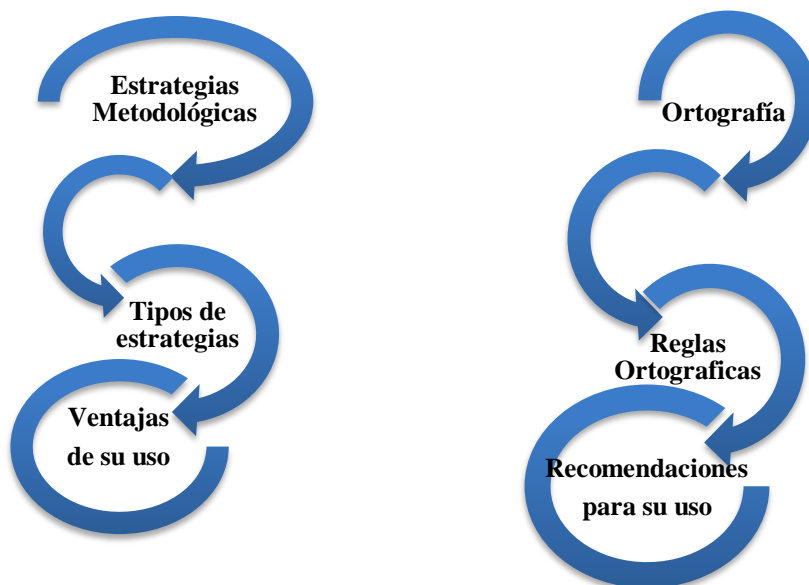 Estrategias
Metodológicas
Tipos de
estrategias
Ventajas
de su uso
Ortografía
Reglas
Ortograficas
Recomendaciones
para su uso